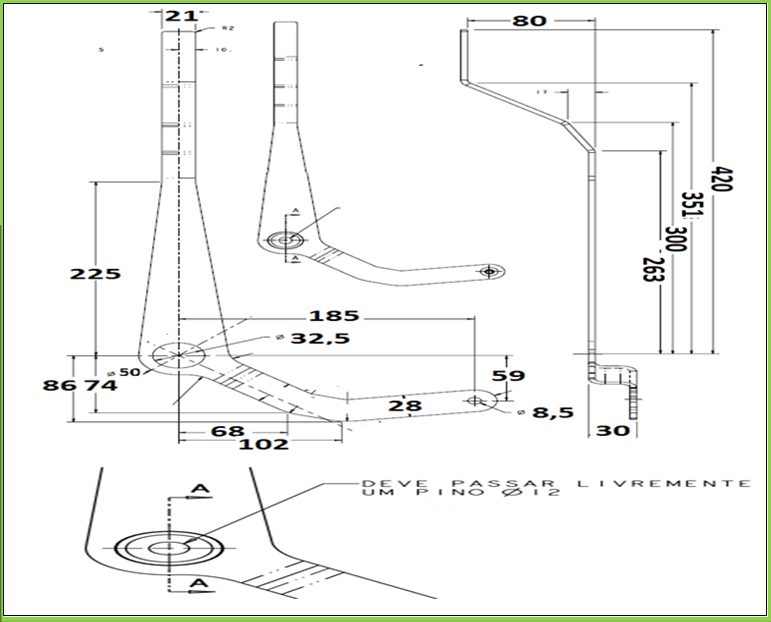 21
R2
80
5
10.
17
420
351
300
263
A
A
225
185
ø 32,5
ø 50
86 74
59
28
ø 8,5
68
102
30
A
DEVE PASSAR LIVREMENTE
UM PINO Ø12
A